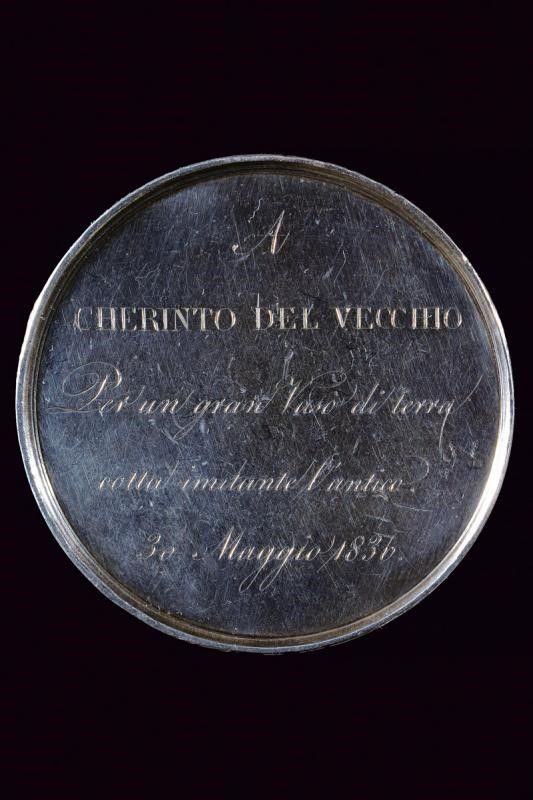 A
CHERINTO DEL VECCHIO
Per un gran Vaso di terra
cotta imitante l'antico.
30 Maggio 1836.